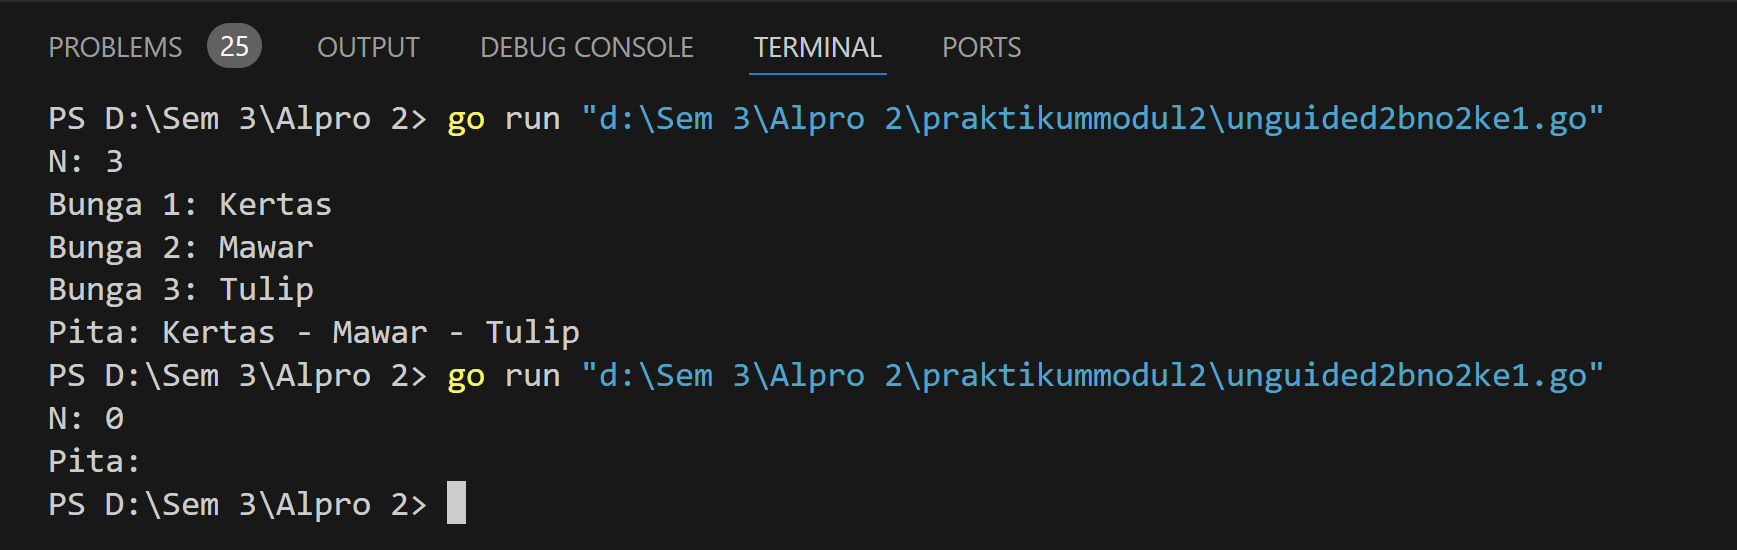 PROBLEMS 25 OUTPUT DEBUG CONSOLE TERMINAL PORTS
PS D:\Sem 3\Alpro 2> go run "d:\Sem 3\Alpro 2\praktikummodul2\unguided2bno2ke1.go"
N: 3
Bunga 1: Kertas
Bunga 2: Mawar
Bunga 3: Tulip
Pita: Kertas - Mawar - Tulip
PS D:\Sem 3\Alpro 2> go run "d:\Sem 3\Alpro 2\praktikummodul2\unguided2bno2ke1.go"
N: 0
Pita:
PS D:\Sem 3\Alpro 2>